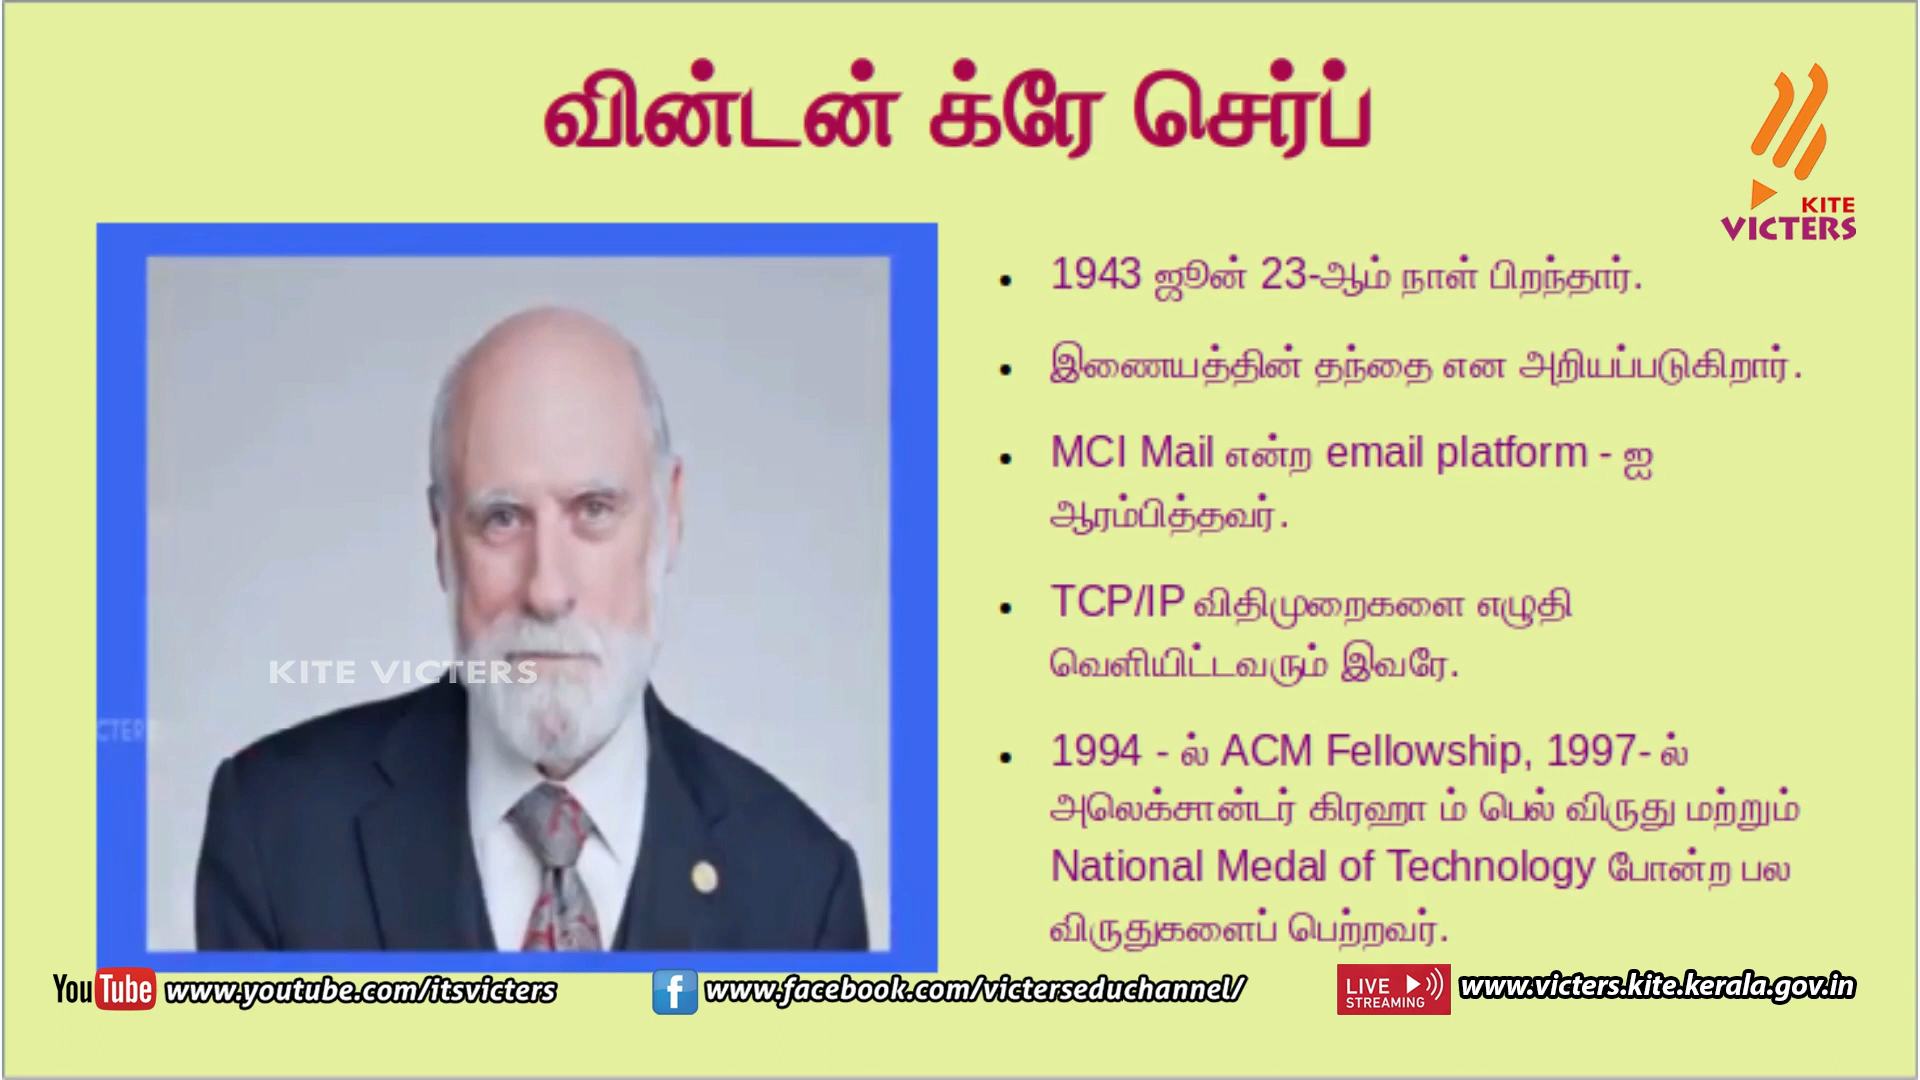 வின்டன் க்ரே செர்ப்
KITE
VICTERS
• 1943 ஜூன் 23-ஆம் நாள் பிறந்தார்.
• இணையத்தின் தந்தை என அறியப்படுகிறார்.
• MCI Mail என்ற email platform - ஐ
ஆரம்பித்தவர்.
• TCP/IP விதிமுறைகளை எழுதி
வெளியிட்டவரும் இவரே.
• 1994 - ல் ACM Fellowship, 1997- ல்
அலெக்சான்டர் கிரஹா ம் பெல் விருது மற்றும்
National Medal of Technology போன்ற பல
விருதுகளைப் பெற்றவர்.
KITE VICTERS
CTERS
YouTube www.youtube.com/itsvicters
f www.facebook.com/victerseduchannel/
LIVE
STREAMING
www.victers.kite.kerala.gov.in